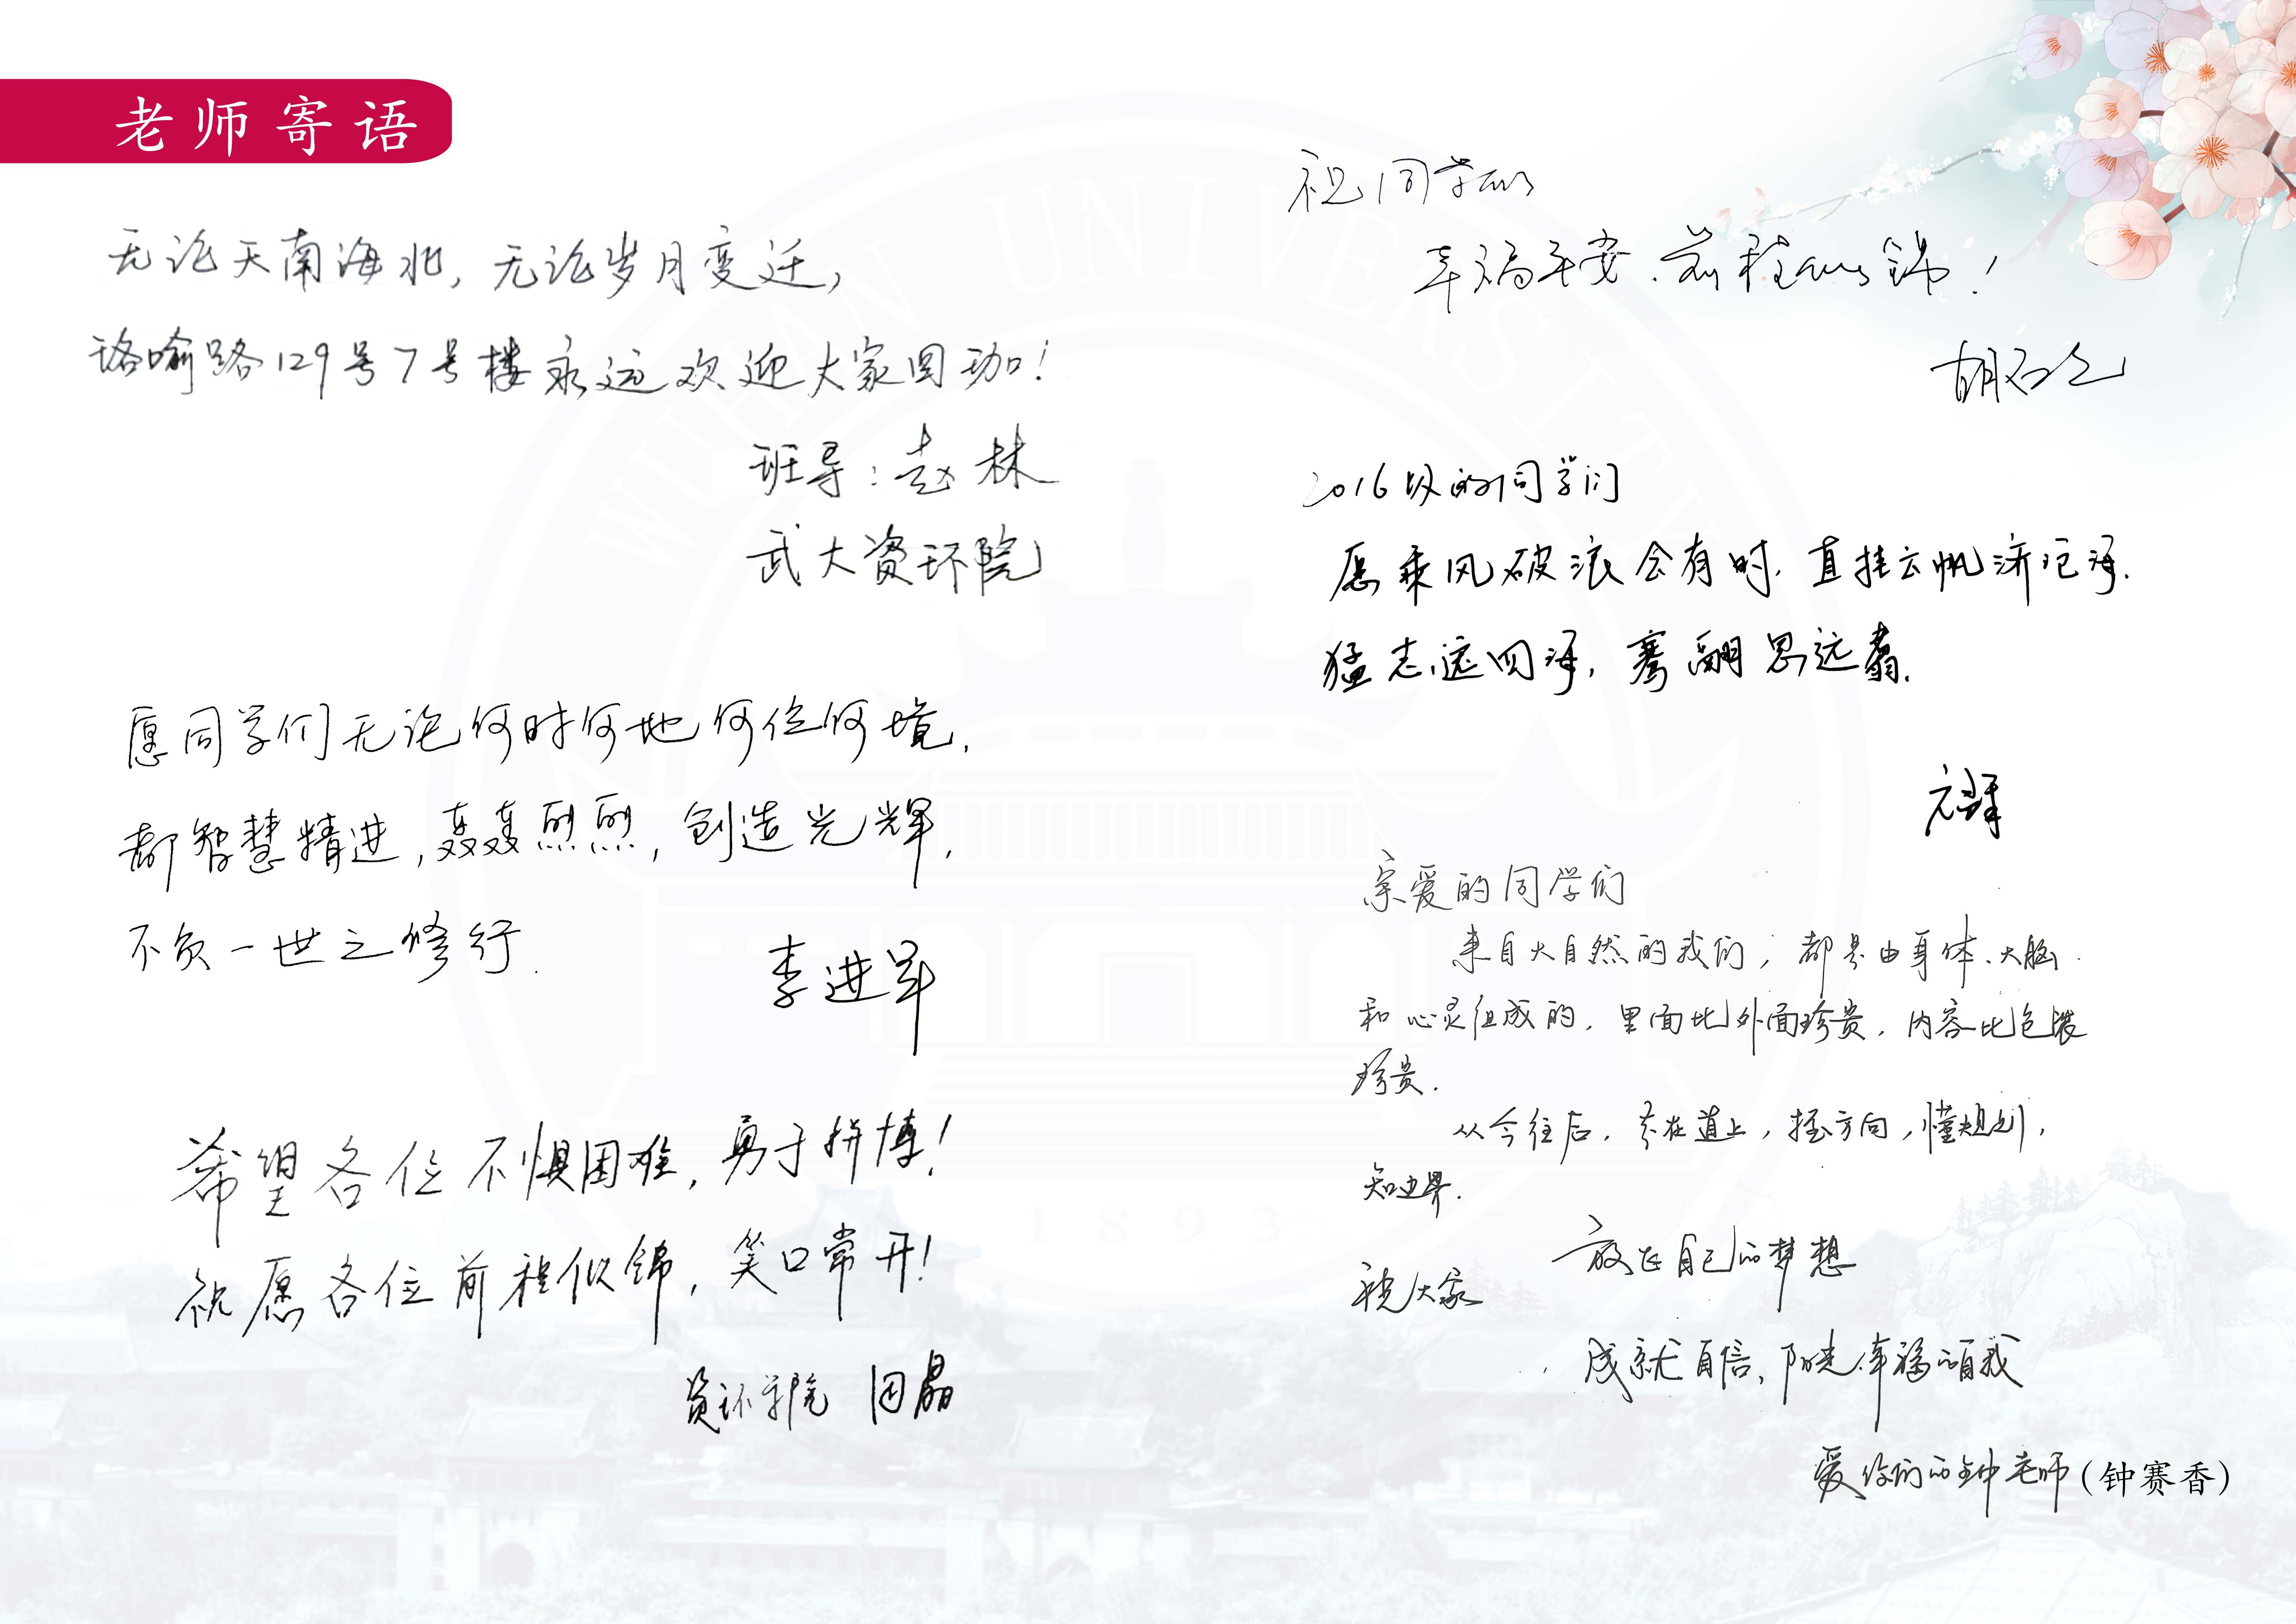 老师寄语
无论天南海北，无论岁月变迁，
珞喻路129号7号楼永远欢迎大家回珈！
班导：赵林
武大资环院
愿同学们无论何时何地何位何境，
都智慧精进，轰轰烈烈，创造光辉，
不负一世之修行．
李进军
希望各位不惧困难，勇于拼搏！
祝愿各位前程似锦，笑口常开！
资环学院 田晶
祝同学们
幸福平安．前程似锦！
胡石元
2016级的同学们
愿乘风破浪会有时，直挂云帆济沧海．
猛志逸四海，骞翮思远翥．
亲爱的同学们
来自大自然的我们，都是由身体、大脑
和心灵组成的，里面比外面珍贵，内容比包装
珍贵．
从今往后，亦在道上，握方向，懂规划，
知边界．
祝大家
放在自己的梦想
成就自信、阳光、幸福的自我
爱你们的钟老师（钟赛香）
WUHAN UNIVERSITY
1893